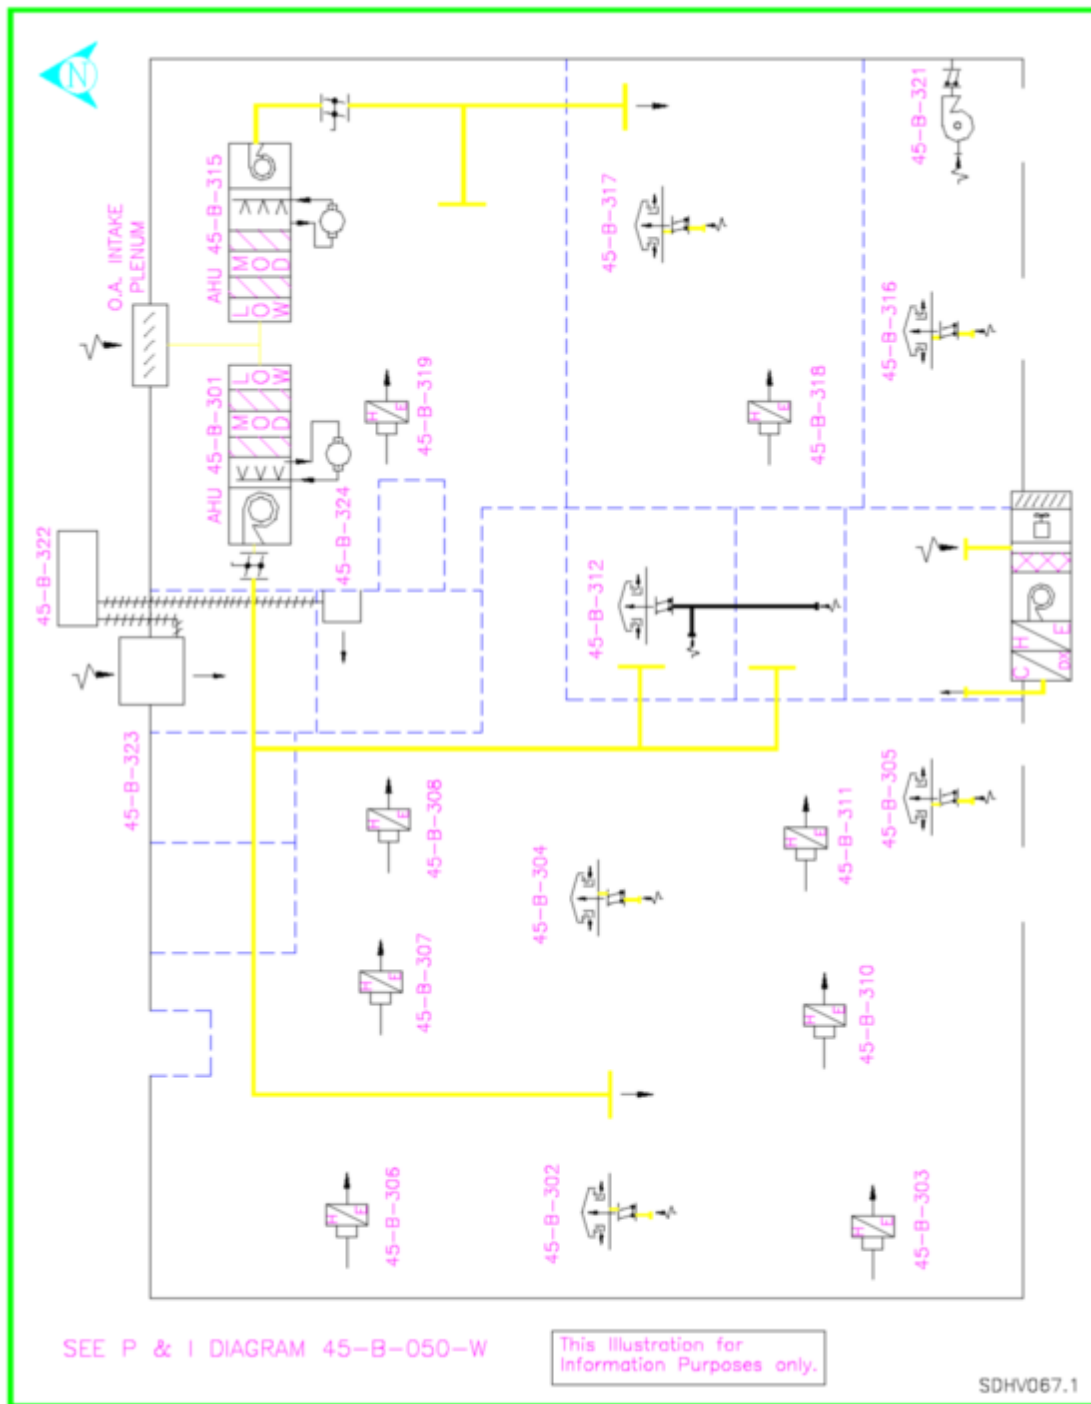 N
45-B-321
AHU 45-B-315
O.A. INTAKE
PLENUM
MOD
LOW
45-B-317
45-B-316
AHU 45-B-301
LOW
MOD
45-B-319
H E
45-B-318
H E
45-B-322
45-B-324
45-B-312
H E
C DX
45-B-323
45-B-308
H E
45-B-311
H E
45-B-305
45-B-304
45-B-307
H E
45-B-310
H E
45-B-306
H E
45-B-302
45-B-303
H E
SEE P & I DIAGRAM 45-B-050-W
This Illustration for
Information Purposes only.
SDHV067.1